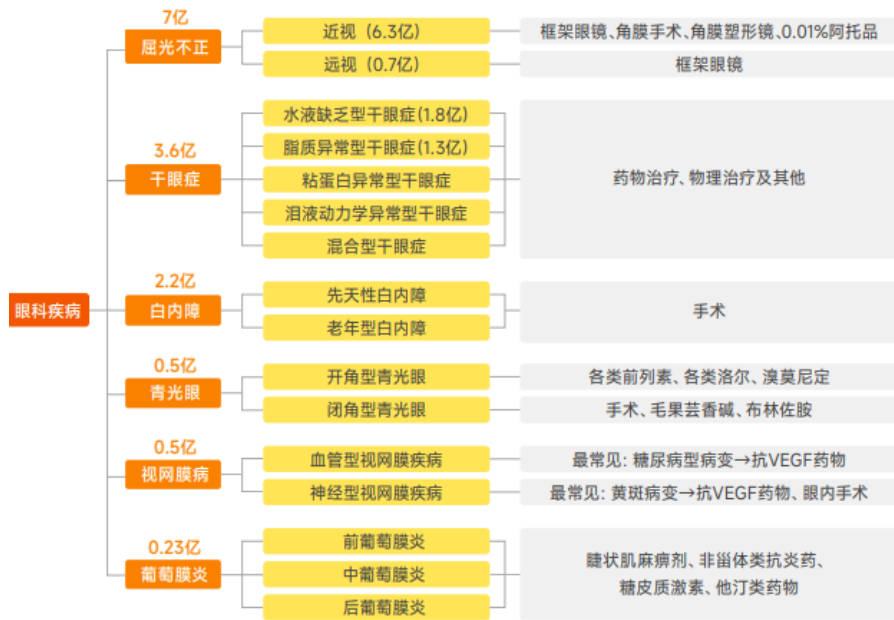 眼科疾病
7亿
屈光不正
近视（6.3亿）
框架眼镜、角膜手术、角膜塑形镜、0.01%阿托品
远视（0.7亿）
框架眼镜
3.6亿
干眼症
水液缺乏型干眼症(1.8亿)
脂质异常型干眼症(1.3亿)
粘蛋白异常型干眼症
泪液动力学异常型干眼症
混合型干眼症
药物治疗、物理治疗及其他
2.2亿
白内障
先天性白内障
老年型白内障
手术
0.5亿
青光眼
开角型青光眼
各类前列素、各类洛尔、溴莫尼定
闭角型青光眼
手术、毛果芸香碱、布林佐胺
0.5亿
视网膜病
血管型视网膜疾病
最常见：糖尿病型病变→抗VEGF药物
神经型视网膜疾病
最常见：黄斑病变→抗VEGF药物、眼内手术
0.23亿
葡萄膜炎
前葡萄膜炎
中葡萄膜炎
后葡萄膜炎
睫状肌麻痹剂、非甾体类抗炎药、
糖皮质激素、他汀类药物